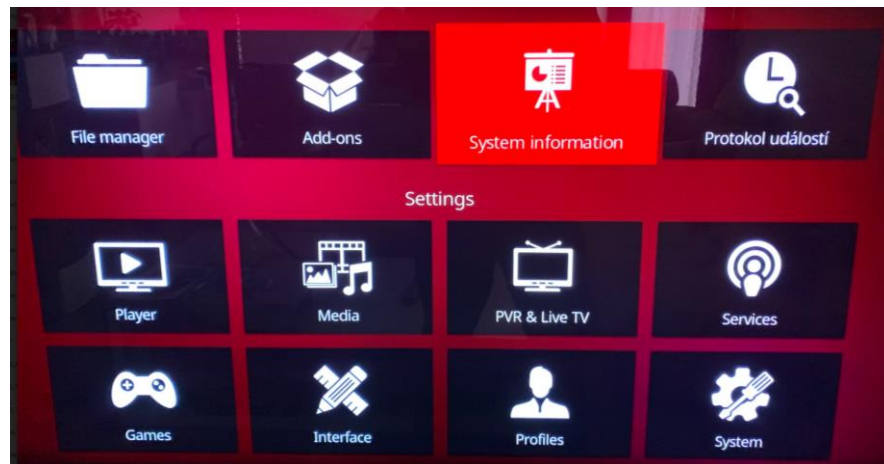 File manager
Add-ons
System information
Protokol událostí
Settings
Player
Media
PVR & Live TV
Services
Games
Interface
Profiles
System